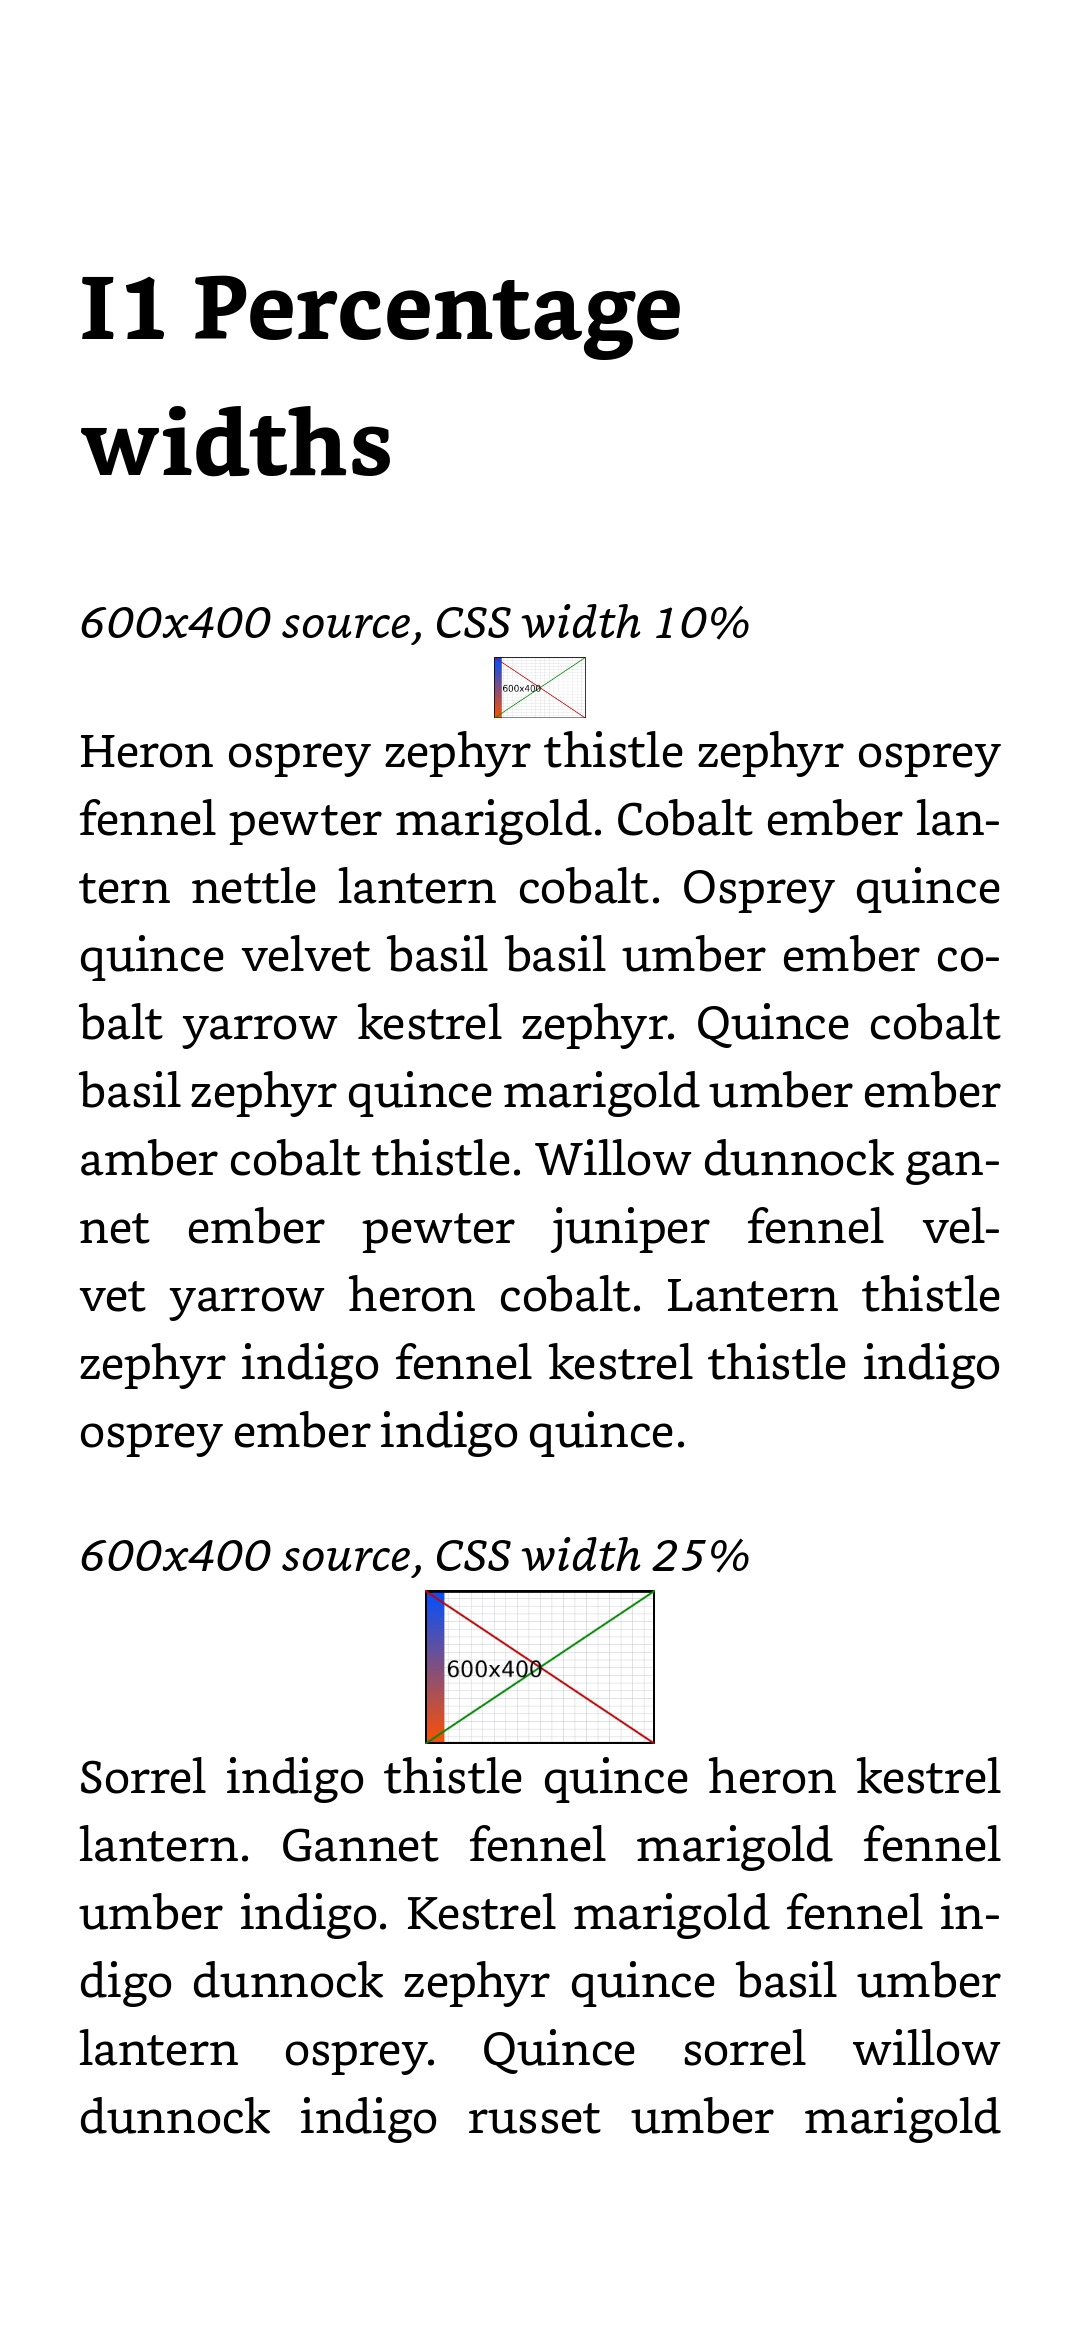 I1 Percentage
widths
600x400 source, CSS width 10%
600x400
Heron osprey zephyr thistle zephyr osprey
fennel pewter marigold. Cobalt ember lan-
tern nettle lantern cobalt. Osprey quince
quince velvet basil basil umber ember co-
balt yarrow kestrel zephyr. Quince cobalt
basil zephyr quince marigold umber ember
amber cobalt thistle. Willow dunnock gan-
net ember pewter juniper fennel vel-
vet yarrow heron cobalt. Lantern thistle
zephyr indigo fennel kestrel thistle indigo
osprey ember indigo quince.
600x400 source, CSS width 25%
600x400
Sorrel indigo thistle quince heron kestrel
lantern. Gannet fennel marigold fennel
umber indigo. Kestrel marigold fennel in-
digo dunnock zephyr quince basil umber
lantern osprey. Quince sorrel willow
dunnock indigo russet umber marigold